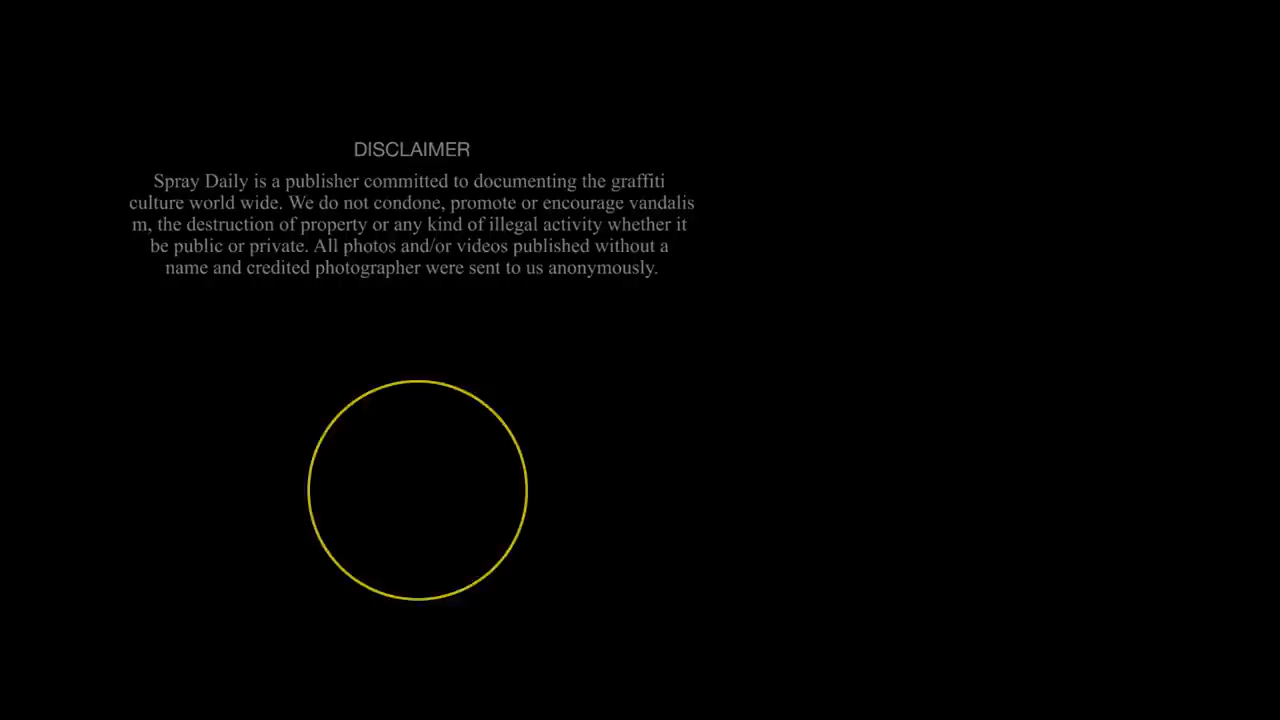 DISCLAIMER
Spray Daily is a publisher committed to documenting the graffiti
culture world wide. We do not condone, promote or encourage vandalis
m, the destruction of property or any kind of illegal activity whether it
be public or private. All photos and/or videos published without a
name and credited photographer were sent to us anonymously.